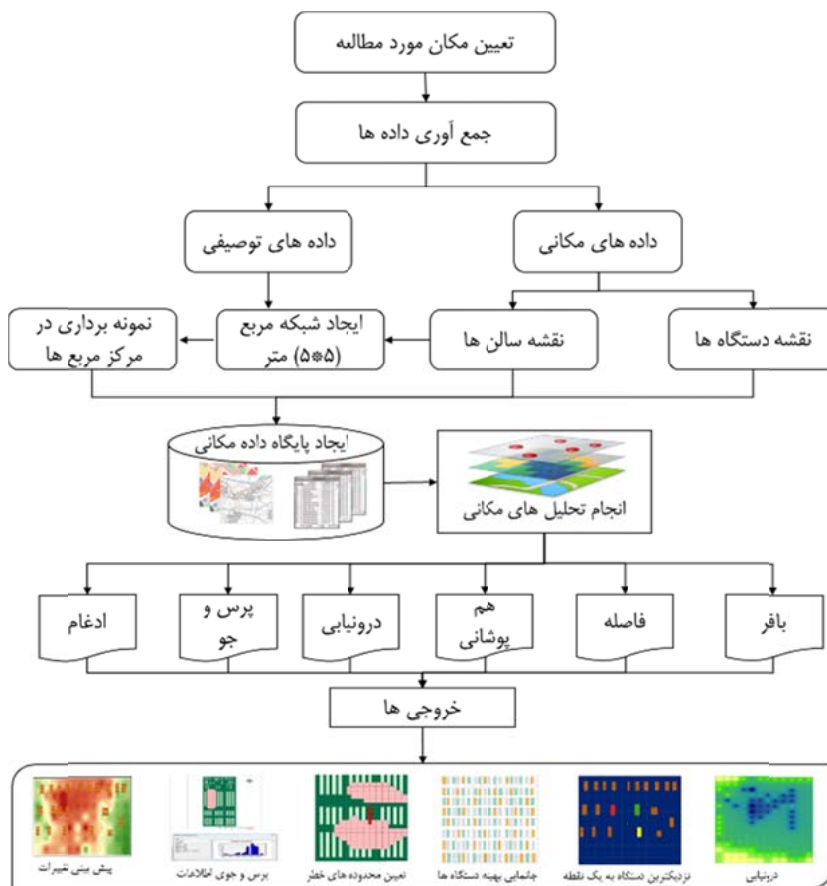 تعیین مکان مورد مطالبه
جمع آوری داده ها
داده های مکانی
داده های توصیفی
نقشه دستگاه ها
نقشه سالن ها
ایجاد شبکه مربع
(۵*۵) متر
نمونه برداری در
مرکز مربع ها
ایجاد پایگاه داده مکانی
انجام تحلیل های مکانی
بافر
فاصله
هم
پوشانی
درونیابی
پرس و
جو
ادغام
خروجی ها
درونیابی
نزدیکترین دستگاه به یک نقطه
جانمایی بهینه دستگاه ها
تعیین محدوده های خطر
پرس و جوی اطلاعات
پیش بینی تغییرات